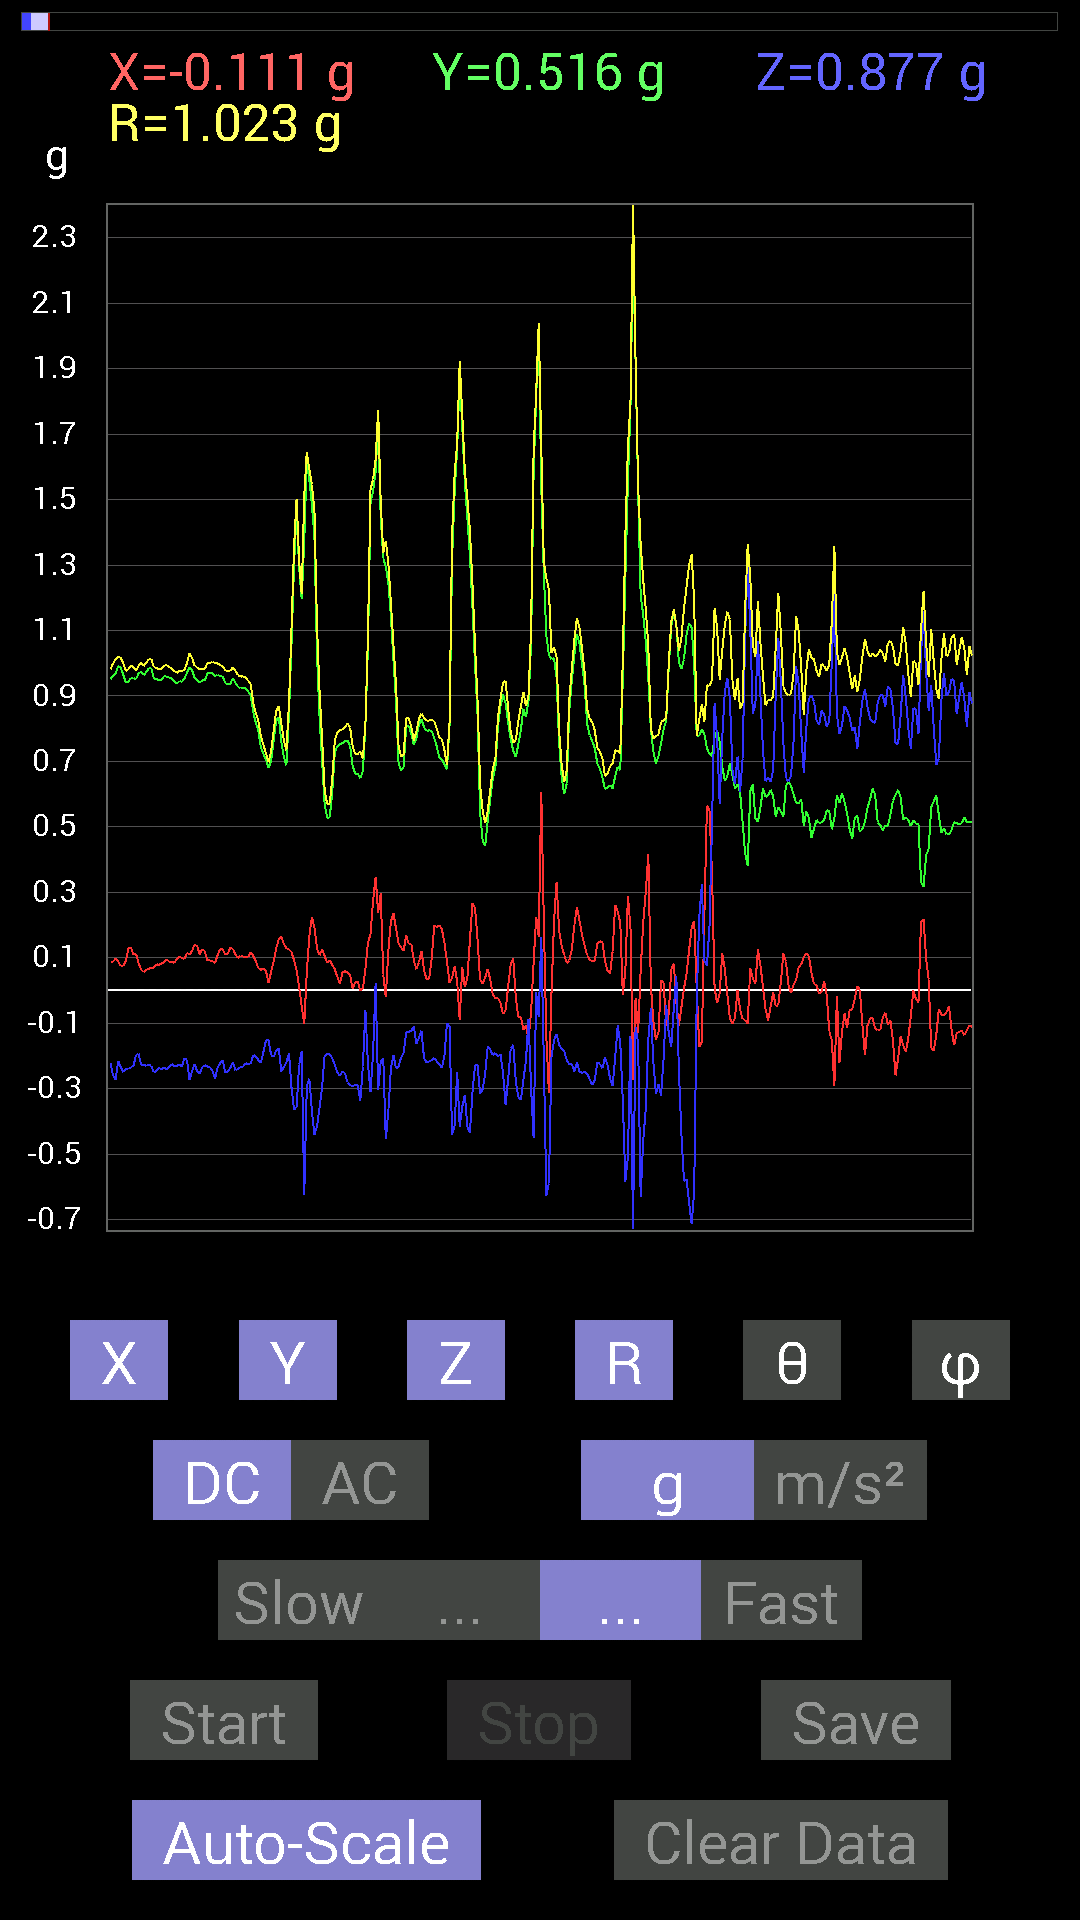 X=-0.111 g Y=0.516 g Z=0.877 g
R=1.023 g
g
2.3
2.1
1.9
1.7
1.5
1.3
1.1
0.9
0.7
0.5
0.3
0.1
-0.1
-0.3
-0.5
-0.7
X Y Z R θ φ
DC AC g m/s²
Slow ... ... Fast
Start Stop Save
Auto-Scale Clear Data